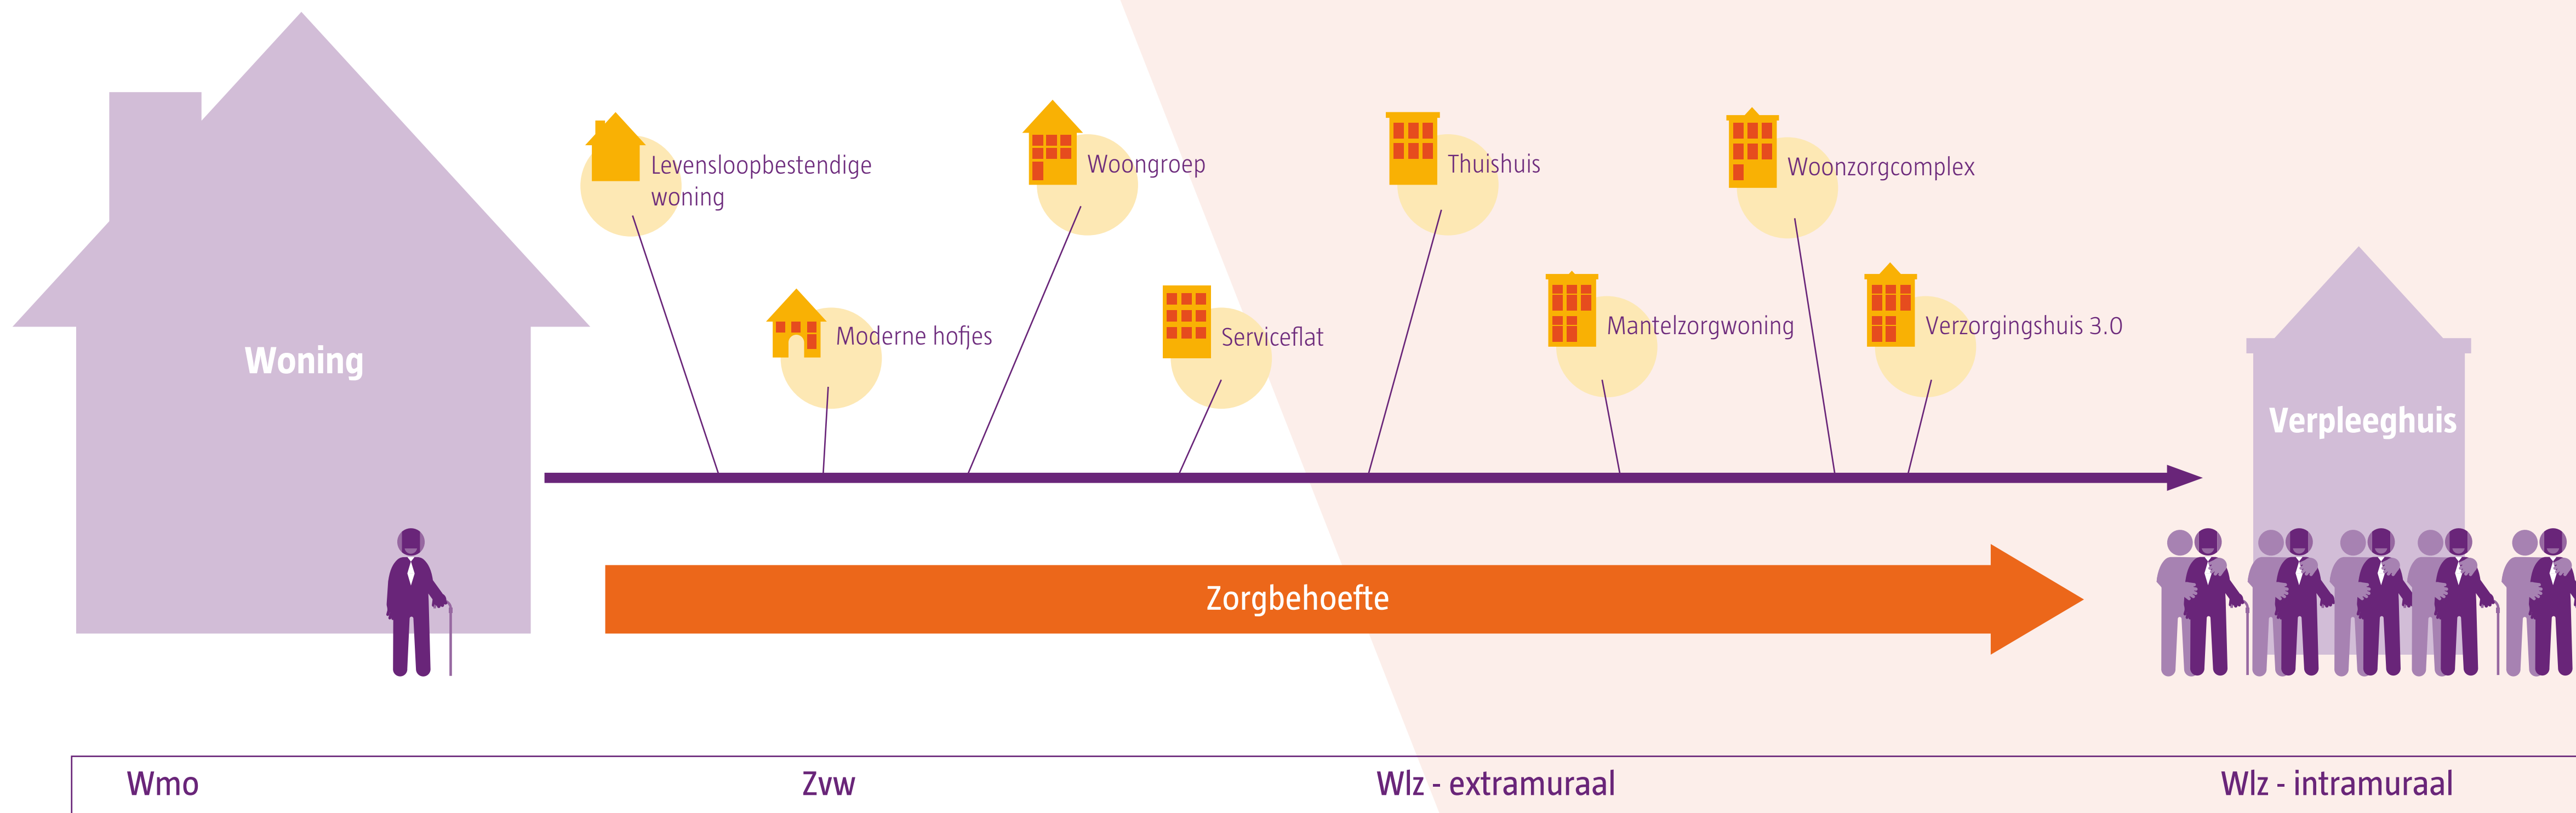 Woning
Levensloopbestendige
woning
Moderne hofjes
Woongroep
Serviceflat
Thuishuis
Mantelzorgwoning
Woonzorgcomplex
Verzorgingshuis 3.0
Verpleeghuis
Zorgbehoefte
Wmo
Zvw
Wlz - extramuraal
Wlz - intramuraal